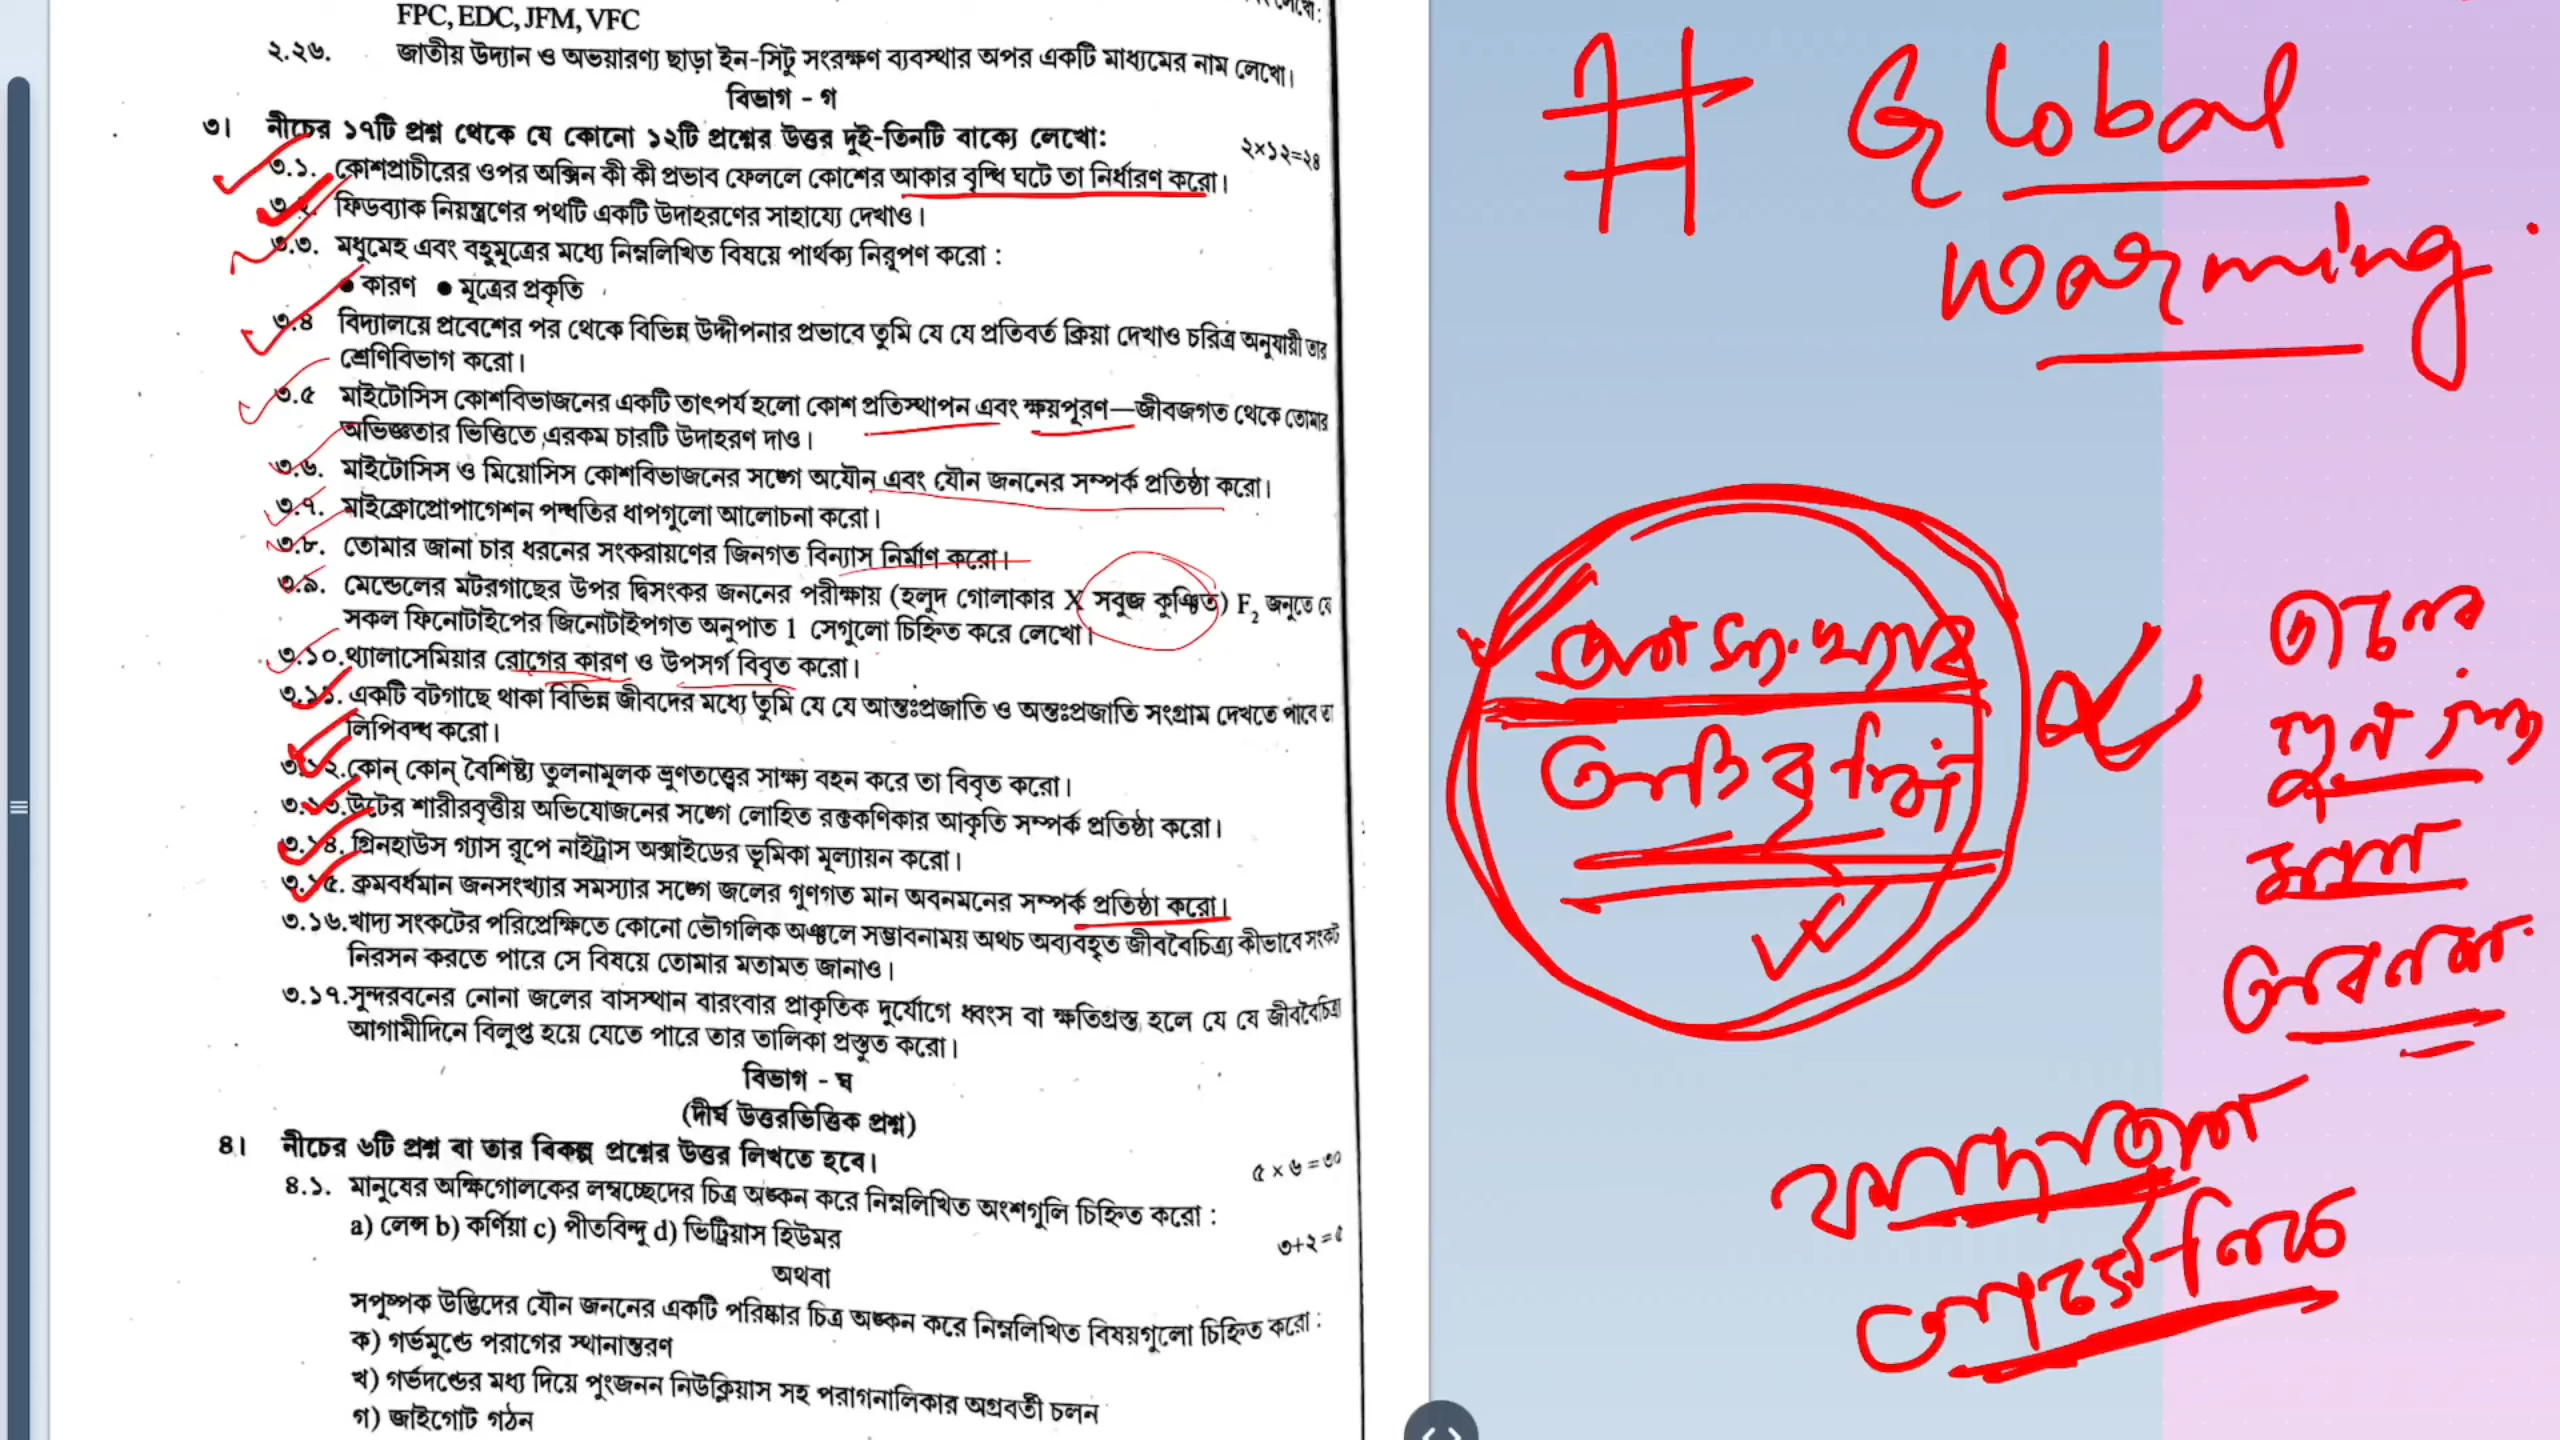 FPC, EDC, JFM, VFC
২.২৬. জাতীয় উদ্যান ও অভয়ারণ্য ছাড়া ইন-সিটু সংরক্ষণ ব্যবস্থার অপর একটি মাধ্যমের নাম লেখো।
বিভাগ - গ
৩। নীচের ১৭টি প্রশ্ন থেকে যে কোনো ১২টি প্রশ্নের উত্তর দুই-তিনটি বাক্যে লেখো: ২×১২=২৪
৩.১. কোশপ্রাচীরের ওপর অক্সিন কী কী প্রভাব ফেললে কোশের আকার বৃদ্ধি ঘটে তা নির্ধারণ করো।
৩.২. ফিডব্যাক নিয়ন্ত্রণের পথটি একটি উদাহরণের সাহায্যে দেখাও।
৩.৩. মধুমেহ এবং বহুমূত্রের মধ্যে নিম্নলিখিত বিষয়ে পার্থক্য নিরূপণ করো :
● কারণ ● মূত্রের প্রকৃতি
৩.৪ বিদ্যালয়ে প্রবেশের পর থেকে বিভিন্ন উদ্দীপনার প্রভাবে তুমি যে যে প্রতিবর্ত ক্রিয়া দেখাও চরিত্র অনুযায়ী তার
শ্রেণিবিভাগ করো।
৩.৫ মাইটোসিস কোশবিভাজনের একটি তাৎপর্য হলো কোশ প্রতিস্থাপন এবং ক্ষয়পূরণ—জীবজগত থেকে তোমার
অভিজ্ঞতার ভিত্তিতে এরকম চারটি উদাহরণ দাও।
৩.৬. মাইটোসিস ও মিয়োসিস কোশবিভাজনের সঙ্গে অযৌন এবং যৌন জননের সম্পর্ক প্রতিষ্ঠা করো।
৩.৭. মাইক্রোপ্রোপাগেশন পদ্ধতির ধাপগুলো আলোচনা করো।
৩.৮. তোমার জানা চার ধরনের সংকরায়ণের জিনগত বিন্যাস নির্মাণ করো।
৩.৯. মেন্ডেলের মটরগাছের উপর দ্বিসংকর জননের পরীক্ষায় (হলুদ গোলাকার X সবুজ কুঞ্চিত) F₂ জনুতে যে
সকল ফিনোটাইপের জিনোটাইপগত অনুপাত 1 সেগুলো চিহ্নিত করে লেখো।
৩.১০. থ্যালাসেমিয়ার রোগের কারণ ও উপসর্গ বিবৃত করো।
৩.১১. একটি বটগাছে থাকা বিভিন্ন জীবদের মধ্যে তুমি যে যে আন্তঃপ্রজাতি ও অন্তঃপ্রজাতি সংগ্রাম দেখতে পাবে তা
লিপিবদ্ধ করো।
৩.১২. কোন্ কোন্ বৈশিষ্ট্য তুলনামূলক ভ্রূণতত্ত্বের সাক্ষ্য বহন করে তা বিবৃত করো।
৩.১৩. উটের শারীরবৃত্তীয় অভিযোজনের সঙ্গে লোহিত রক্তকণিকার আকৃতি সম্পর্ক প্রতিষ্ঠা করো।
৩.১৪. গ্রিনহাউস গ্যাস রূপে নাইট্রাস অক্সাইডের ভূমিকা মূল্যায়ন করো।
৩.১৫. ক্রমবর্ধমান জনসংখ্যার সমস্যার সঙ্গে জলের গুণগত মান অবনমনের সম্পর্ক প্রতিষ্ঠা করো।
৩.১৬. খাদ্য সংকটের পরিপ্রেক্ষিতে কোনো ভৌগলিক অঞ্চলে সম্ভাবনাময় অথচ অব্যবহৃত জীববৈচিত্র্য কীভাবে সংকট
নিরসন করতে পারে সে বিষয়ে তোমার মতামত জানাও।
৩.১৭. সুন্দরবনের নোনা জলের বাসস্থান বারংবার প্রাকৃতিক দুর্যোগে ধ্বংস বা ক্ষতিগ্রস্ত হলে যে যে জীববৈচিত্র্য
আগামীদিনে বিলুপ্ত হয়ে যেতে পারে তার তালিকা প্রস্তুত করো।
বিভাগ - ঘ
(দীর্ঘ উত্তরভিত্তিক প্রশ্ন)
৪। নীচের ৬টি প্রশ্ন বা তার বিকল্প প্রশ্নের উত্তর লিখতে হবে। ৫ × ৬ = ৩০
৪.১. মানুষের অক্ষিগোলকের লম্বচ্ছেদের চিত্র অঙ্কন করে নিম্নলিখিত অংশগুলি চিহ্নিত করো :
a) লেন্স b) কর্ণিয়া c) পীতবিন্দু d) ভিট্রিয়াস হিউমর ৩+২=৫
অথবা
সপুষ্পক উদ্ভিদের যৌন জননের একটি পরিষ্কার চিত্র অঙ্কন করে নিম্নলিখিত বিষয়গুলো চিহ্নিত করো :
ক) গর্ভমুণ্ডে পরাগের স্থানান্তরণ
খ) গর্ভদণ্ডের মধ্য দিয়ে পুংজনন নিউক্লিয়াস সহ পরাগনালিকার অগ্রবর্তী চলন
গ) জাইগোট গঠন
# Global
warming
জনসংখ্যার
অতিবৃদ্ধি
α
জলের
গুনগত
মান
অবনমন